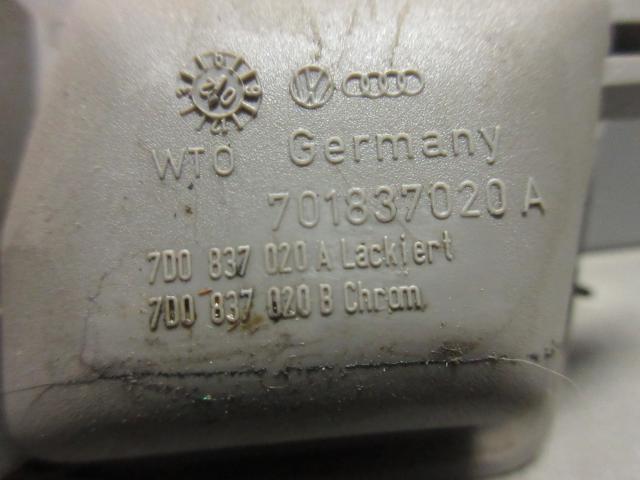 WTO Germany
701837020 A
7D0 837 020 A Lackiert
7D0 837 020 B Chrom